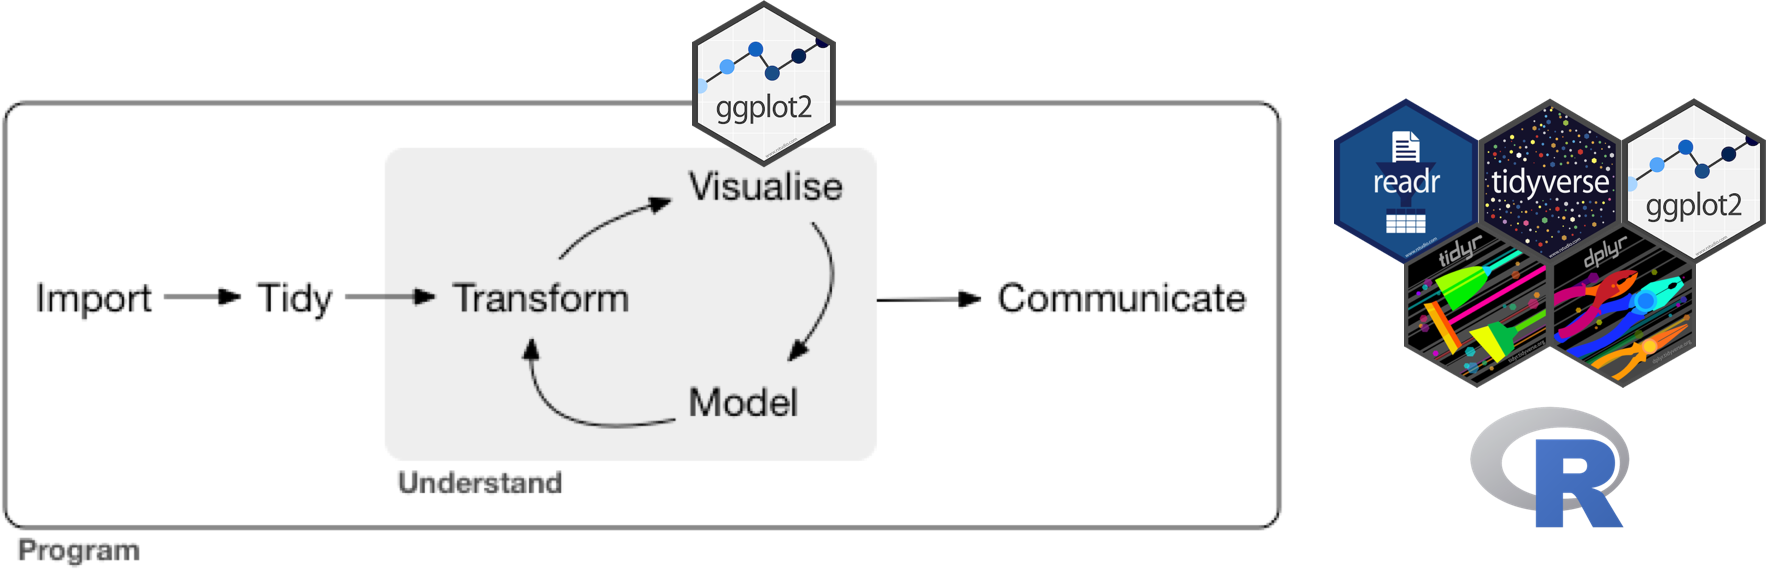 ggplot2
Visualise
Import
Tidy
Transform
Communicate
Model
Understand
Program
readr
tidyverse
ggplot2
tidyr
dplyr
R